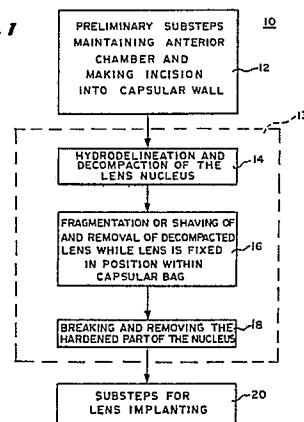 . 1
10
PRELIMINARY SUBSTEPS
MAINTAINING ANTERIOR
CHAMBER AND
MAKING INCISION
INTO CAPSULAR WALL
12
13
HYDRODELINEATION AND
DECOMPACTION OF THE
LENS NUCLEUS
14
FRAGMENTATION OR SHAVING OF
AND REMOVAL OF DECOMPACTED
LENS WHILE LENS IS FIXED
IN POSITION WITHIN
CAPSULAR BAG
16
BREAKING AND REMOVING THE
HARDENED PART OF THE NUCLEUS
18
SUBSTEPS FOR
LENS IMPLANTING
20